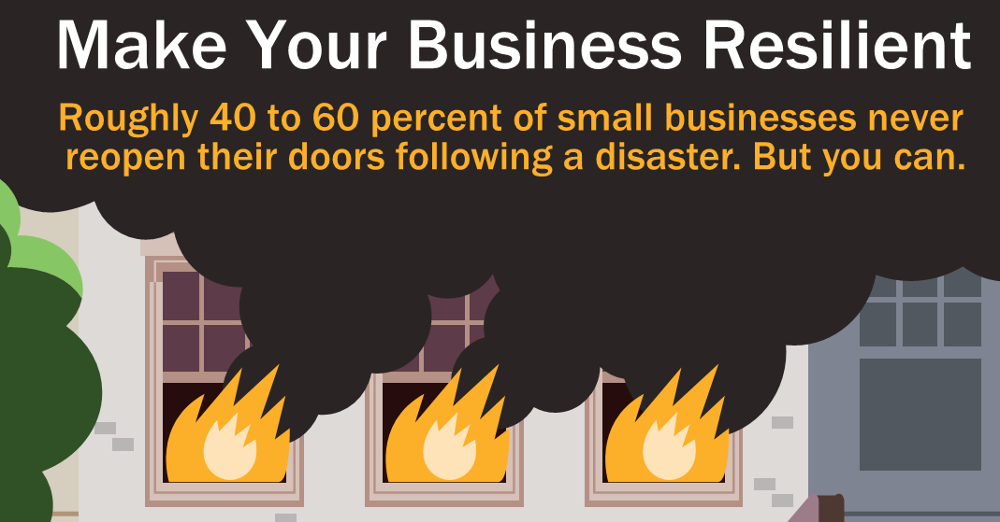 Make Your Business Resilient
Roughly 40 to 60 percent of small businesses never
reopen their doors following a disaster. But you can.